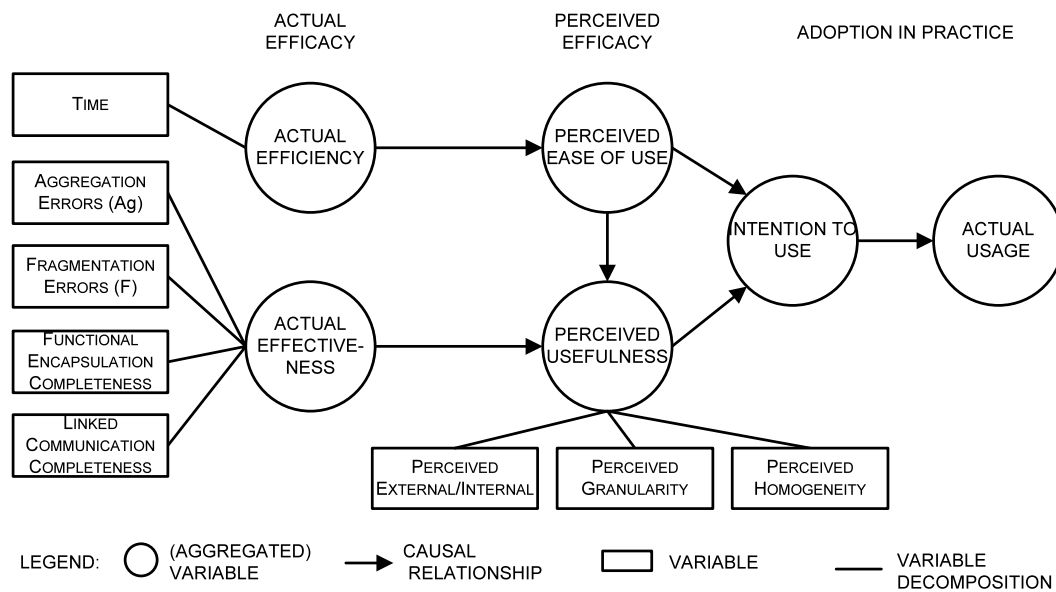 ACTUAL
EFFICACY
PERCEIVED
EFFICACY
ADOPTION IN PRACTICE
TIME
AGGREGATION
ERRORS (Ag)
FRAGMENTATION
ERRORS (F)
FUNCTIONAL
ENCAPSULATION
COMPLETENESS
LINKED
COMMUNICATION
COMPLETENESS
ACTUAL
EFFICIENCY
ACTUAL
EFFECTIVE-
NESS
PERCEIVED
EASE OF USE
PERCEIVED
USEFULNESS
INTENTION TO
USE
ACTUAL
USAGE
PERCEIVED
EXTERNAL/INTERNAL
PERCEIVED
GRANULARITY
PERCEIVED
HOMOGENEITY
LEGEND:
(AGGREGATED)
VARIABLE
CAUSAL
RELATIONSHIP
VARIABLE
VARIABLE
DECOMPOSITION